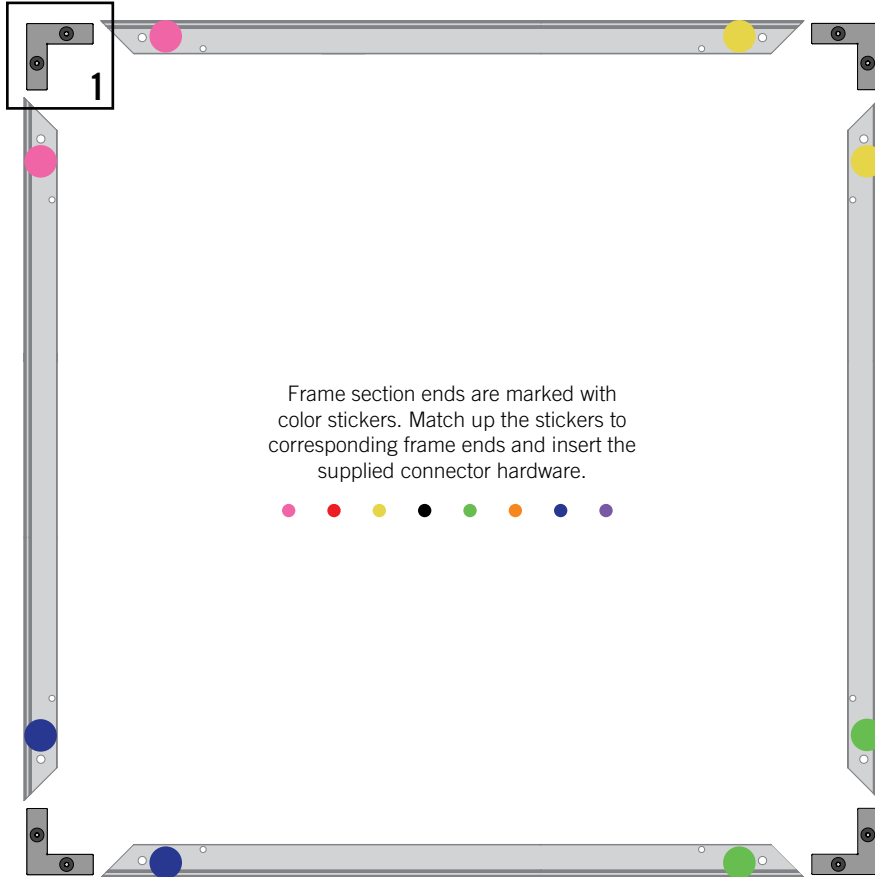 1
Frame section ends are marked with
color stickers. Match up the stickers to
corresponding frame ends and insert the
supplied connector hardware.